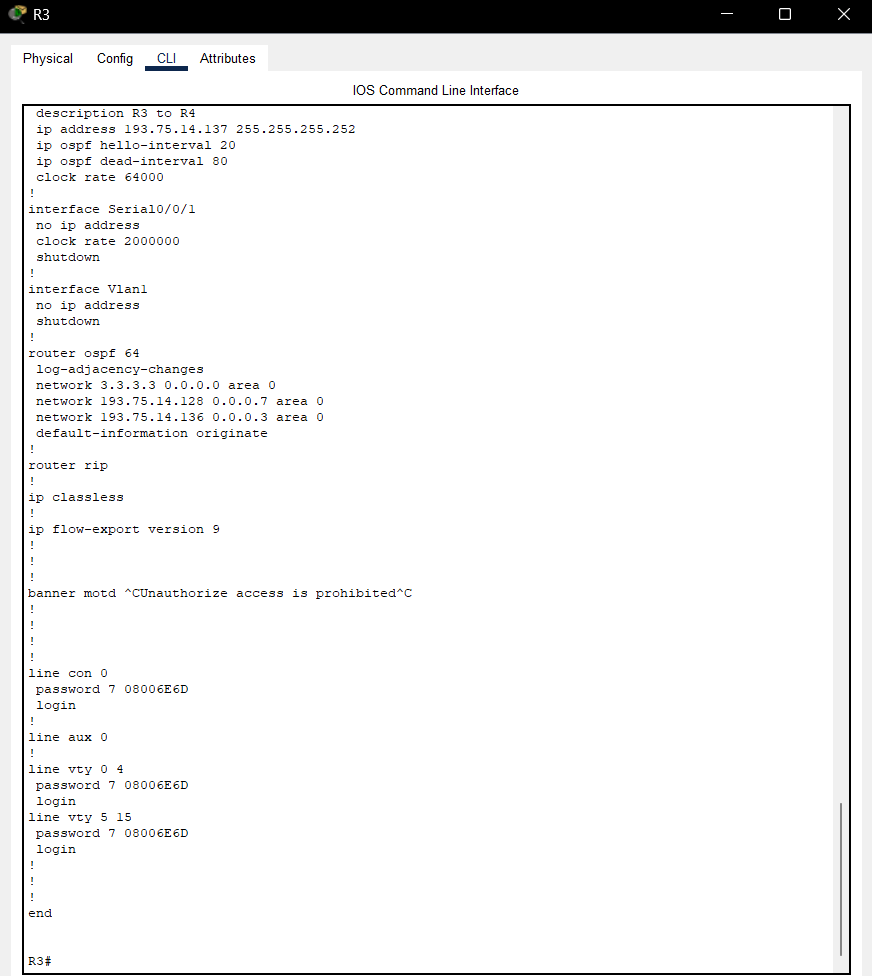 R3
Physical Config CLI Attributes
IOS Command Line Interface
description R3 to R4
ip address 193.75.14.137 255.255.255.252
ip ospf hello-interval 20
ip ospf dead-interval 80
clock rate 64000
!
interface Serial0/0/1
no ip address
clock rate 2000000
shutdown
!
interface Vlan1
no ip address
shutdown
!
router ospf 64
log-adjacency-changes
network 3.3.3.3 0.0.0.0 area 0
network 193.75.14.128 0.0.0.7 area 0
network 193.75.14.136 0.0.0.3 area 0
default-information originate
!
router rip
!
ip classless
!
ip flow-export version 9
!
!
!
banner motd ^CUnauthorize access is prohibited^C
!
!
!
!
line con 0
password 7 08006E6D
login
!
line aux 0
!
line vty 0 4
password 7 08006E6D
login
line vty 5 15
password 7 08006E6D
login
!
!
!
end
R3#